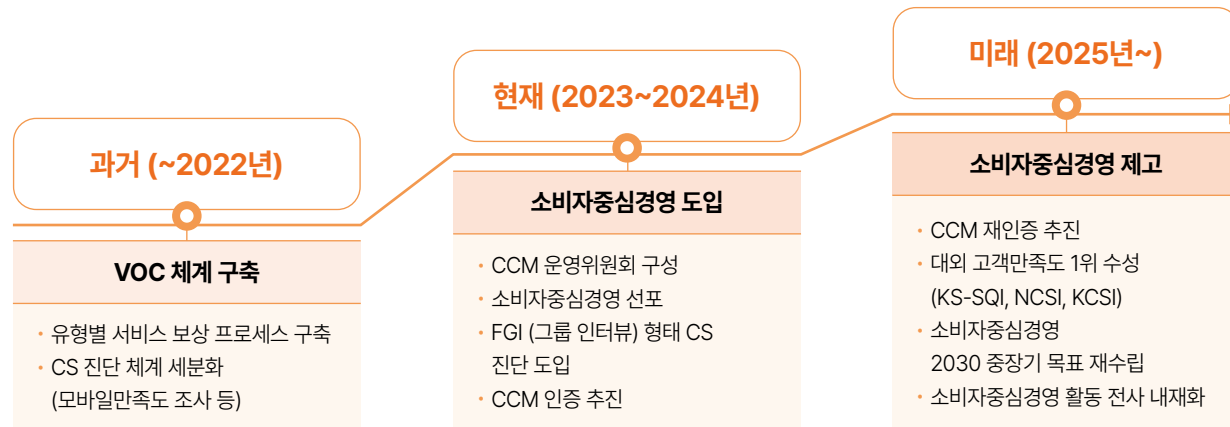 과거 (~2022년)
VOC 체계 구축
• 유형별 서비스 보상 프로세스 구축
• CS 진단 체계 세분화
(모바일만족도 조사 등)
현재 (2023~2024년)
소비자중심경영 도입
• CCM 운영위원회 구성
• 소비자중심경영 선포
• FGI (그룹 인터뷰) 형태 CS
진단 도입
• CCM 인증 추진
미래 (2025년~)
소비자중심경영 제고
• CCM 재인증 추진
• 대외 고객만족도 1위 수성
(KS-SQI, NCSI, KCSI)
• 소비자중심경영
2030 중장기 목표 재수립
• 소비자중심경영 활동 전사 내재화